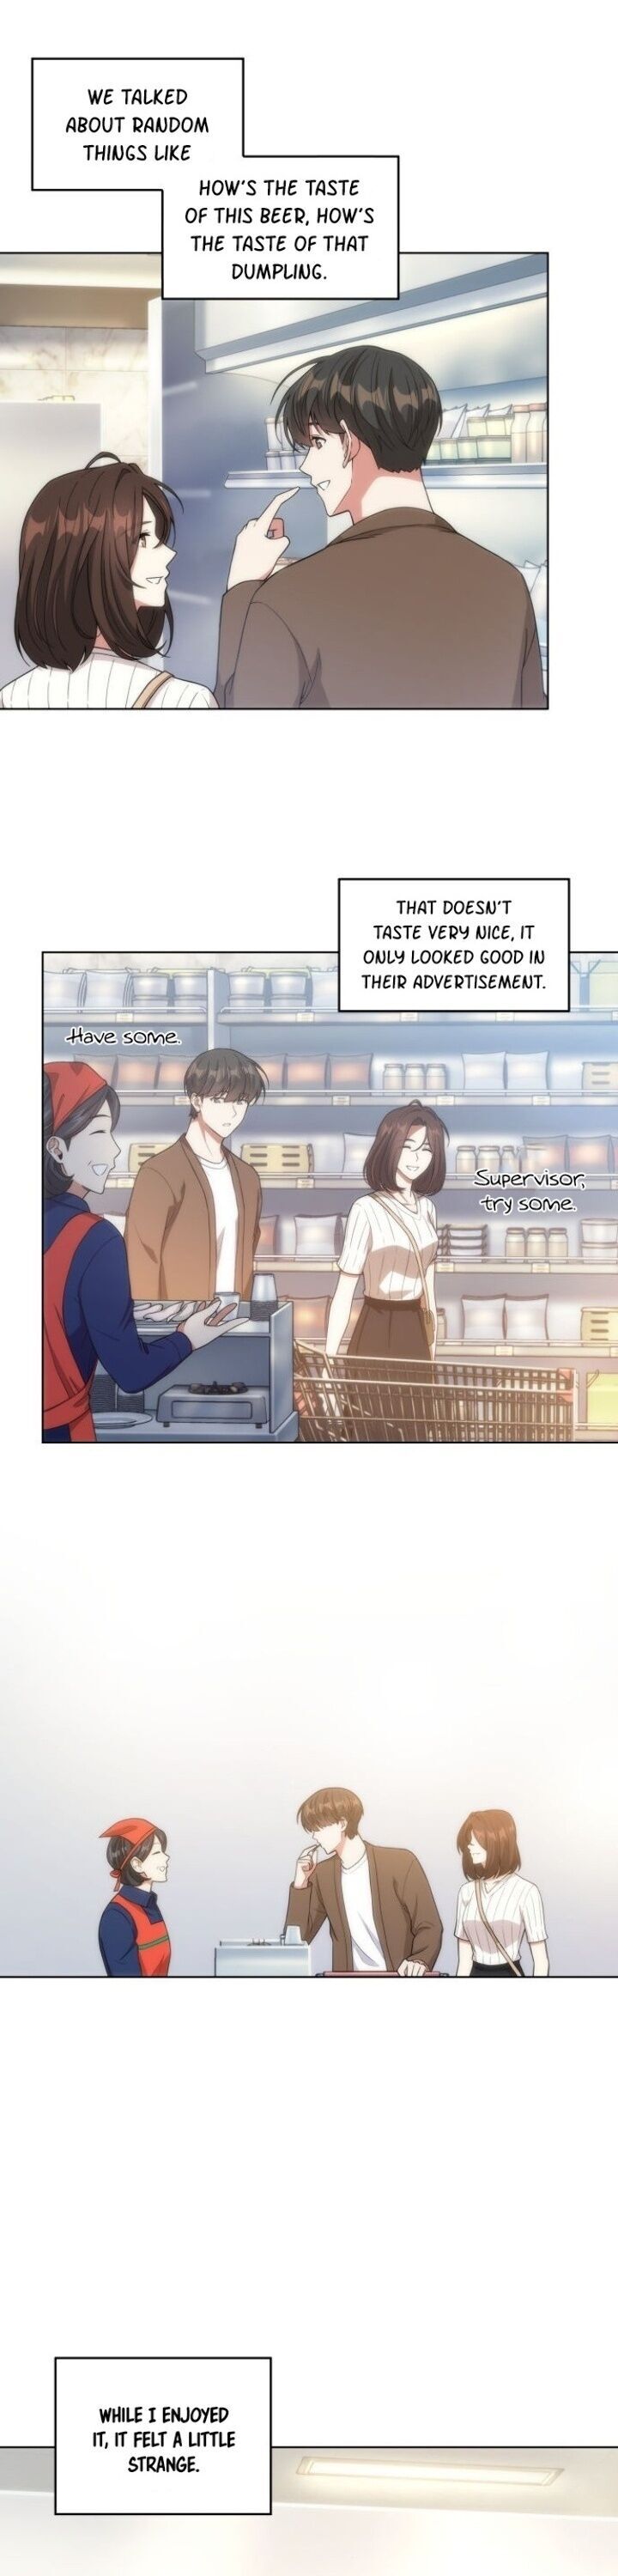 WE TALKED
ABOUT RANDOM
THINGS LIKE
HOW'S THE TASTE
OF THIS BEER, HOW'S
THE TASTE OF THAT
DUMPLING.
THAT DOESN'T
TASTE VERY NICE, IT
ONLY LOOKED GOOD IN
THEIR ADVERTISEMENT.
Have some.
Supervisor,
try some.
WHILE I ENJOYED
IT, IT FELT A LITTLE
STRANGE.